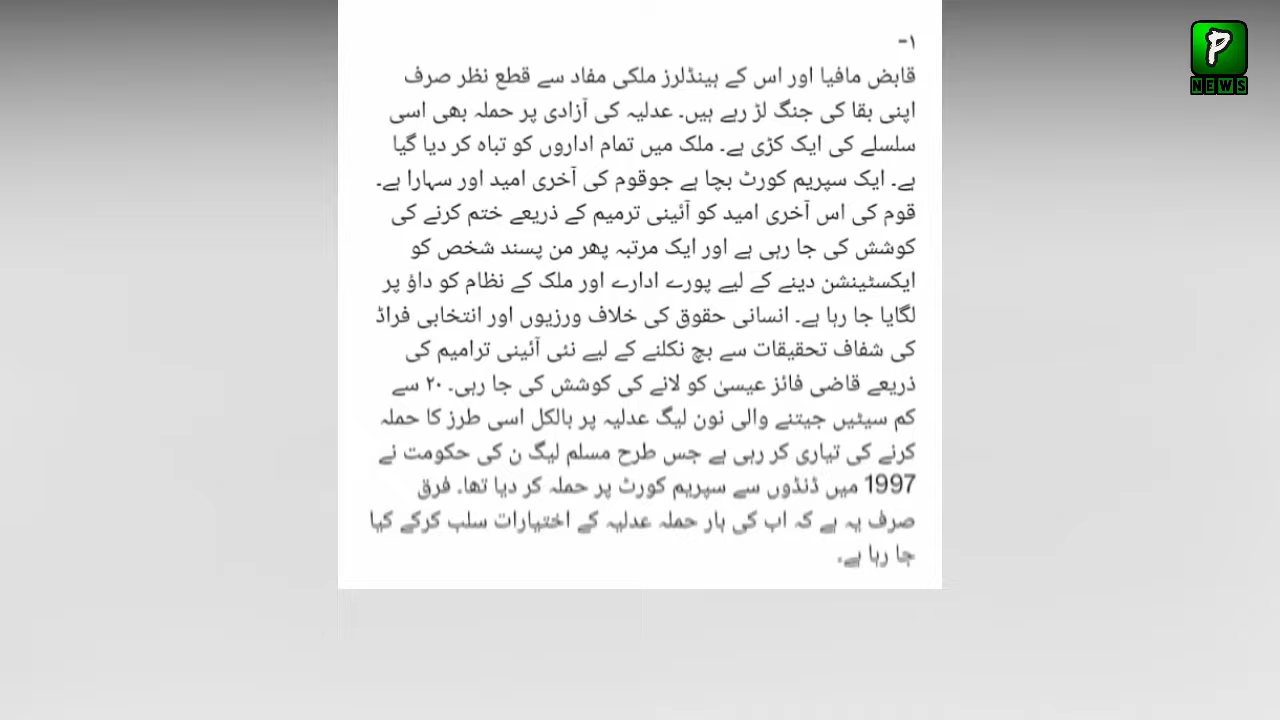 ۱-
قابض مافیا اور اس کے ہینڈلرز ملکی مفاد سے قطع نظر صرف
اپنی بقا کی جنگ لڑ رہے ہیں۔ عدلیہ کی آزادی پر حملہ بھی اسی
سلسلے کی ایک کڑی ہے۔ ملک میں تمام اداروں کو تباہ کر دیا گیا
ہے۔ ایک سپریم کورٹ بچا ہے جوقوم کی آخری امید اور سہارا ہے۔
قوم کی اس آخری امید کو آئینی ترمیم کے ذریعے ختم کرنے کی
کوشش کی جا رہی ہے اور ایک مرتبہ پھر من پسند شخص کو
ایکسٹینشن دینے کے لیے پورے ادارے اور ملک کے نظام کو داؤ پر
لگایا جا رہا ہے۔ انسانی حقوق کی خلاف ورزیوں اور انتخابی فراڈ
کی شفاف تحقیقات سے بچ نکلنے کے لیے نئی آئینی ترامیم کی
ذریعے قاضی فائز عیسیٰ کو لانے کی کوشش کی جا رہی۔ ۲۰ سے
کم سیٹیں جیتنے والی نون لیگ عدلیہ پر بالکل اسی طرز کا حملہ
کرنے کی تیاری کر رہی ہے جس طرح مسلم لیگ ن کی حکومت نے
1997 میں ڈنڈوں سے سپریم کورٹ پر حملہ کر دیا تھا۔ فرق
صرف یہ ہے کہ اب کی بار حملہ عدلیہ کے اختیارات سلب کرکے کیا
جا رہا ہے۔
P
NEWS